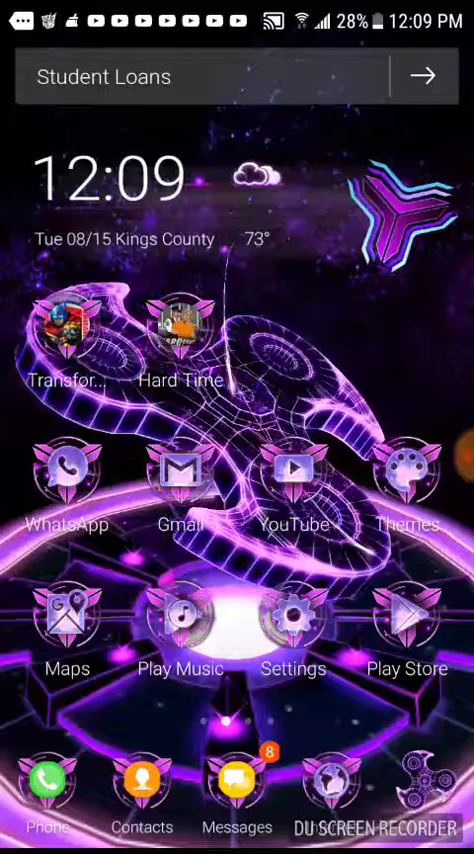 28% 12:09 PM
Student Loans
12:09
Tue 08/15 Kings County 73°
Transfor... Hard Time
WhatsApp Gmail YouTube Themes
Maps Play Music Settings Play Store
8
Phone Contacts Messages
DU SCREEN RECORDER